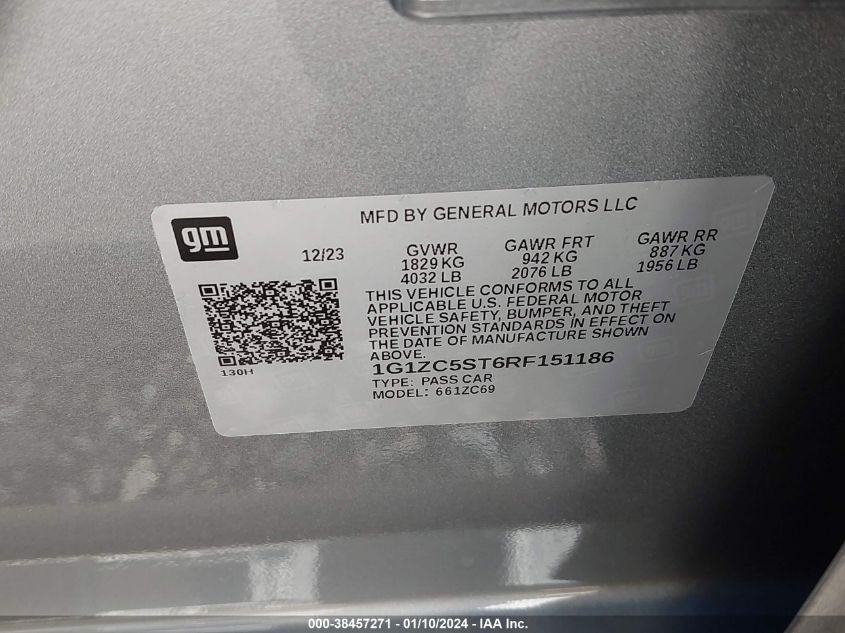 MFD BY GENERAL MOTORS LLC
gm
12/23
GVWR GAWR FRT GAWR RR
1829 KG 942 KG 887 KG
4032 LB 2076 LB 1956 LB
THIS VEHICLE CONFORMS TO ALL
APPLICABLE U.S. FEDERAL MOTOR
VEHICLE SAFETY, BUMPER, AND THEFT
PREVENTION STANDARDS IN EFFECT ON
THE DATE OF MANUFACTURE SHOWN
ABOVE.
130H
1G1ZC5ST6RF151186
TYPE: PASS CAR
MODEL: 661ZC69
000-38457271 - 01/10/2024 - IAA Inc.